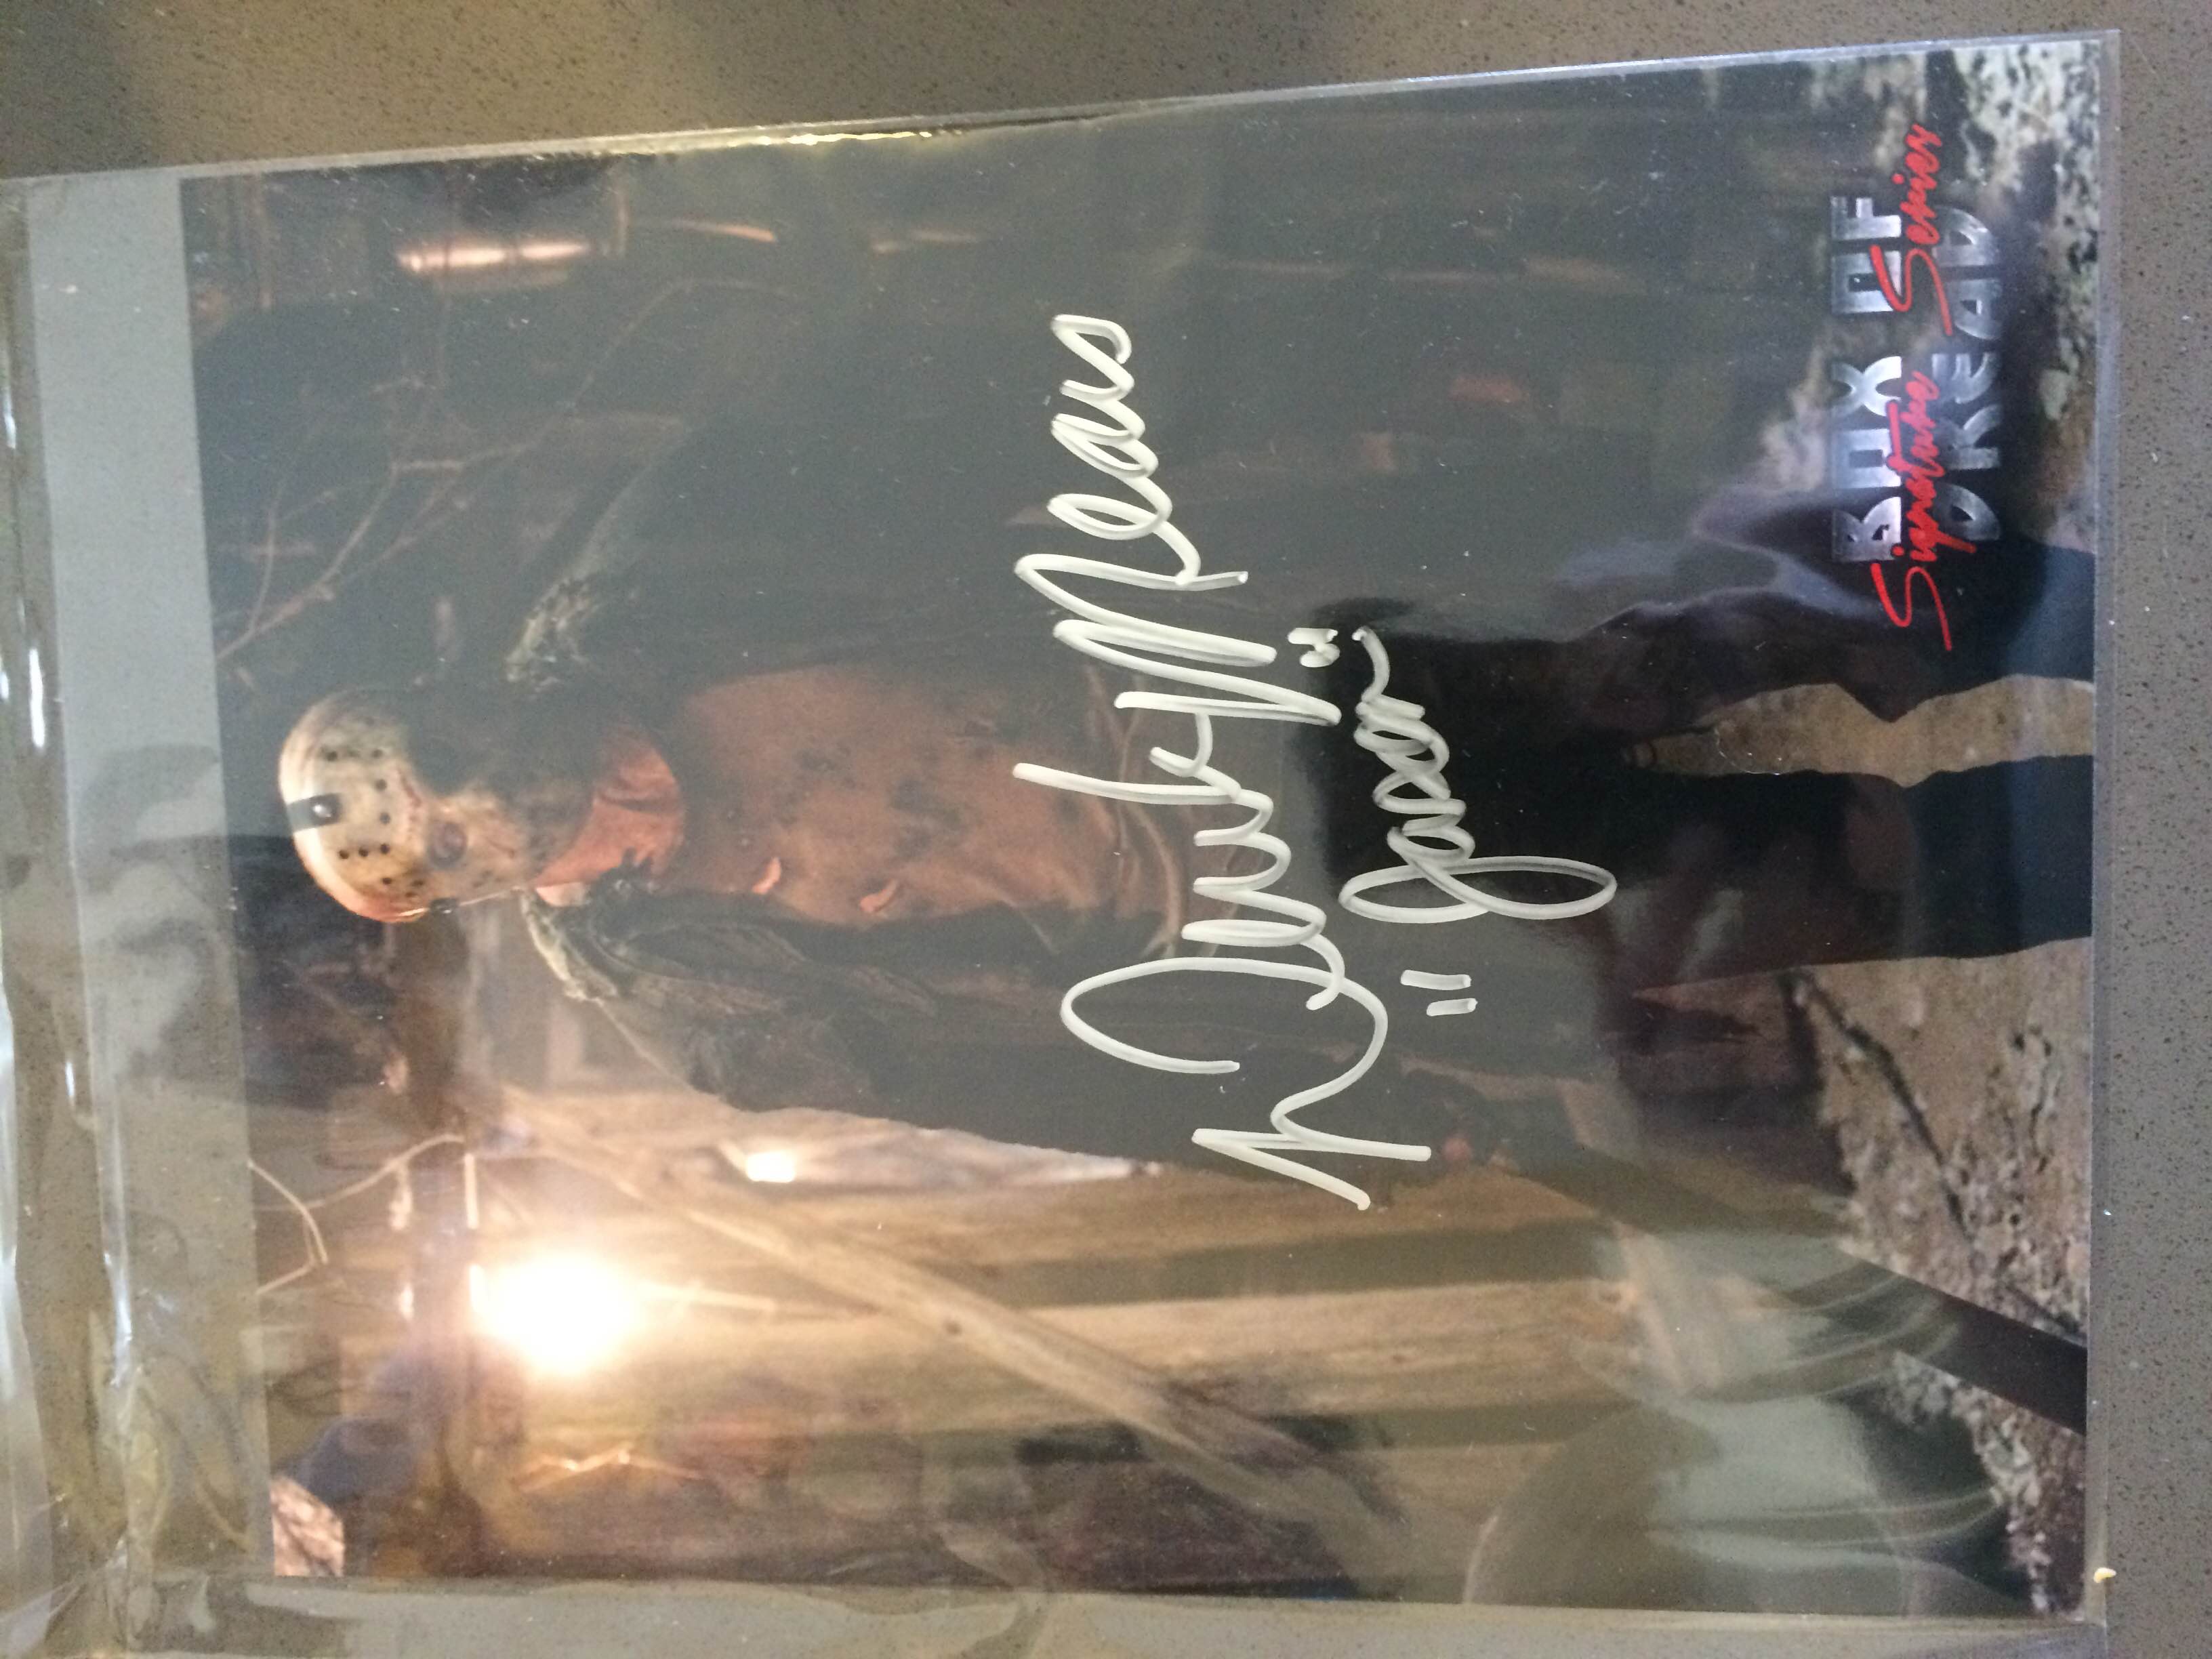 Derek Mears
"Jason"
BOX OF
Signature Series
DREAD